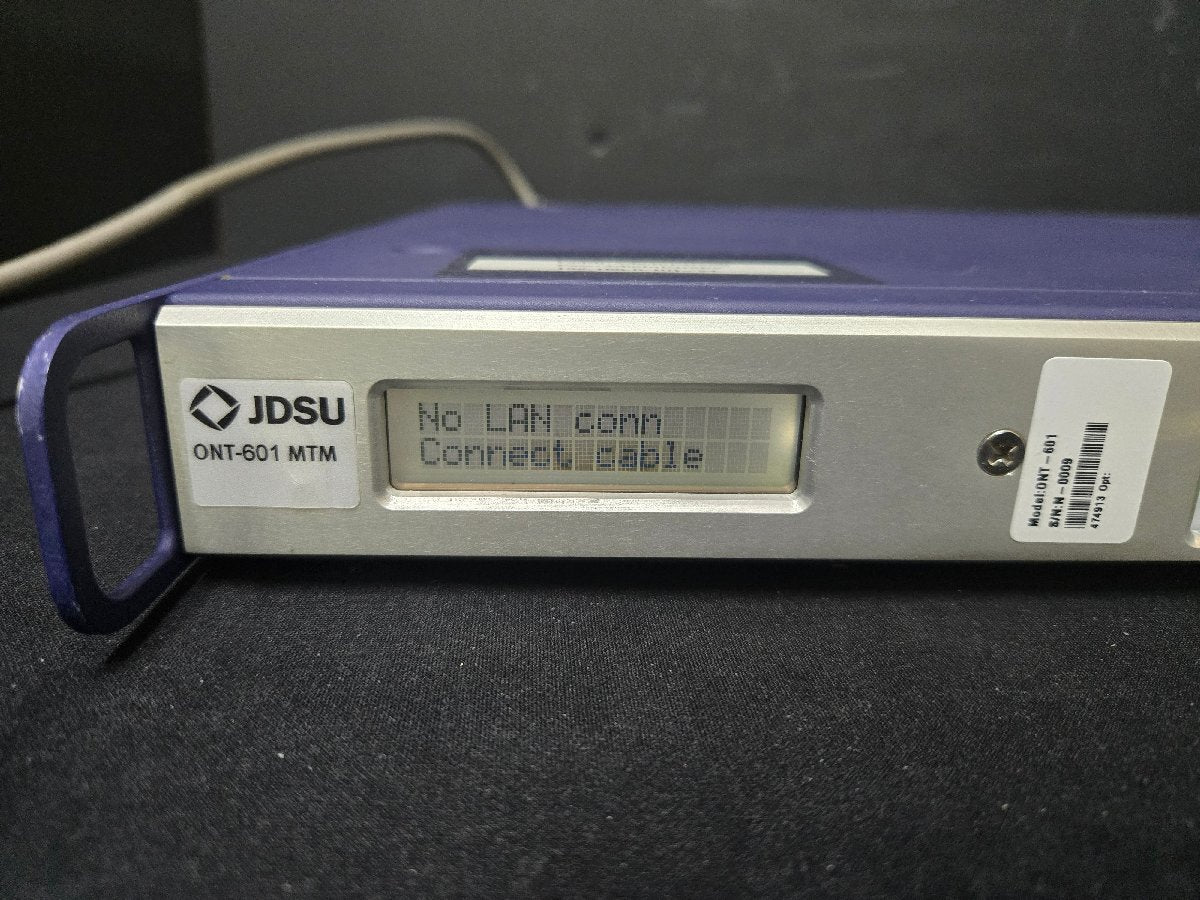 JDSU
ONT-601 MTM
No LAN conn
Connect cable
Model:ONT-601
S/N:N-0009
474913 Opt: